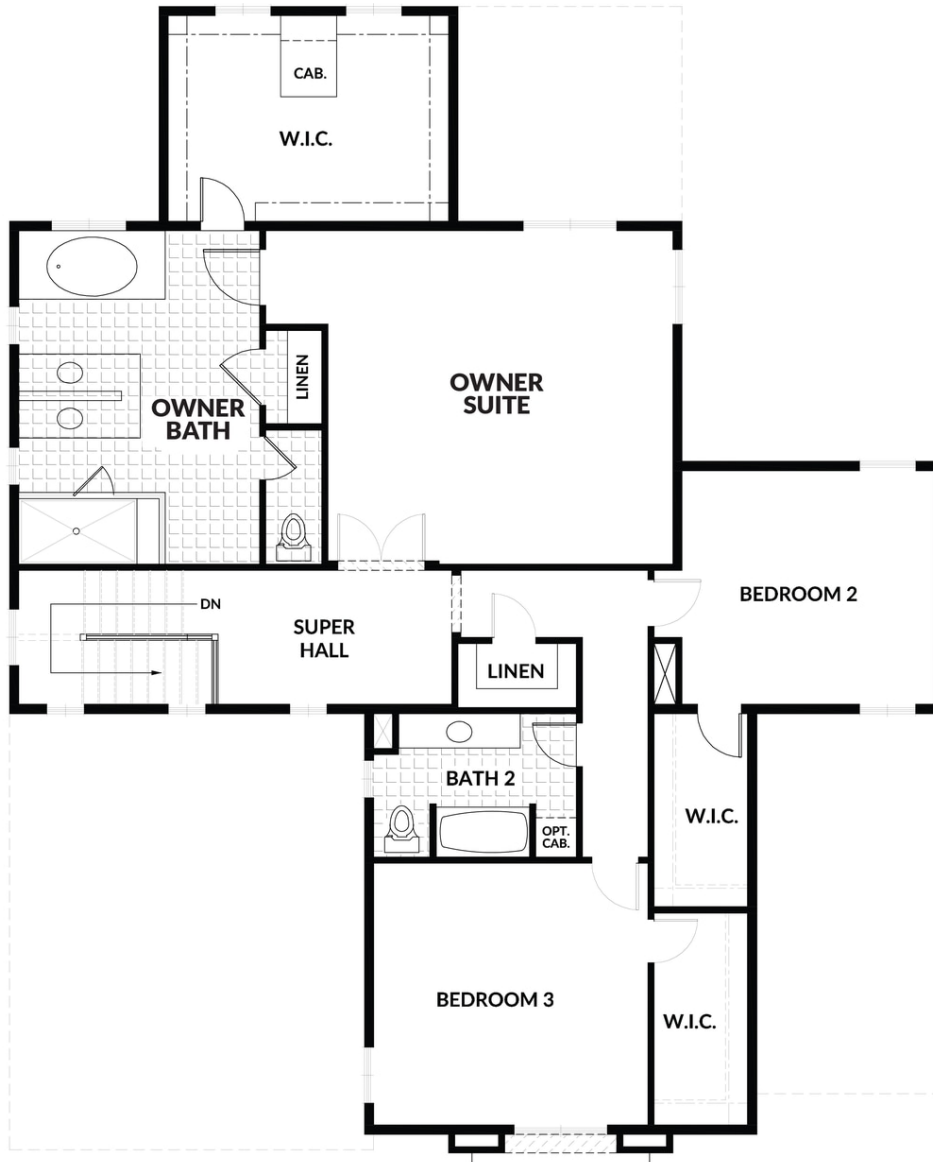 CAB.
W.I.C.
LINEN
OWNER
SUITE
OWNER
BATH
DN
SUPER
HALL
BEDROOM 2
LINEN
BATH 2
OPT.
CAB.
W.I.C.
BEDROOM 3
W.I.C.